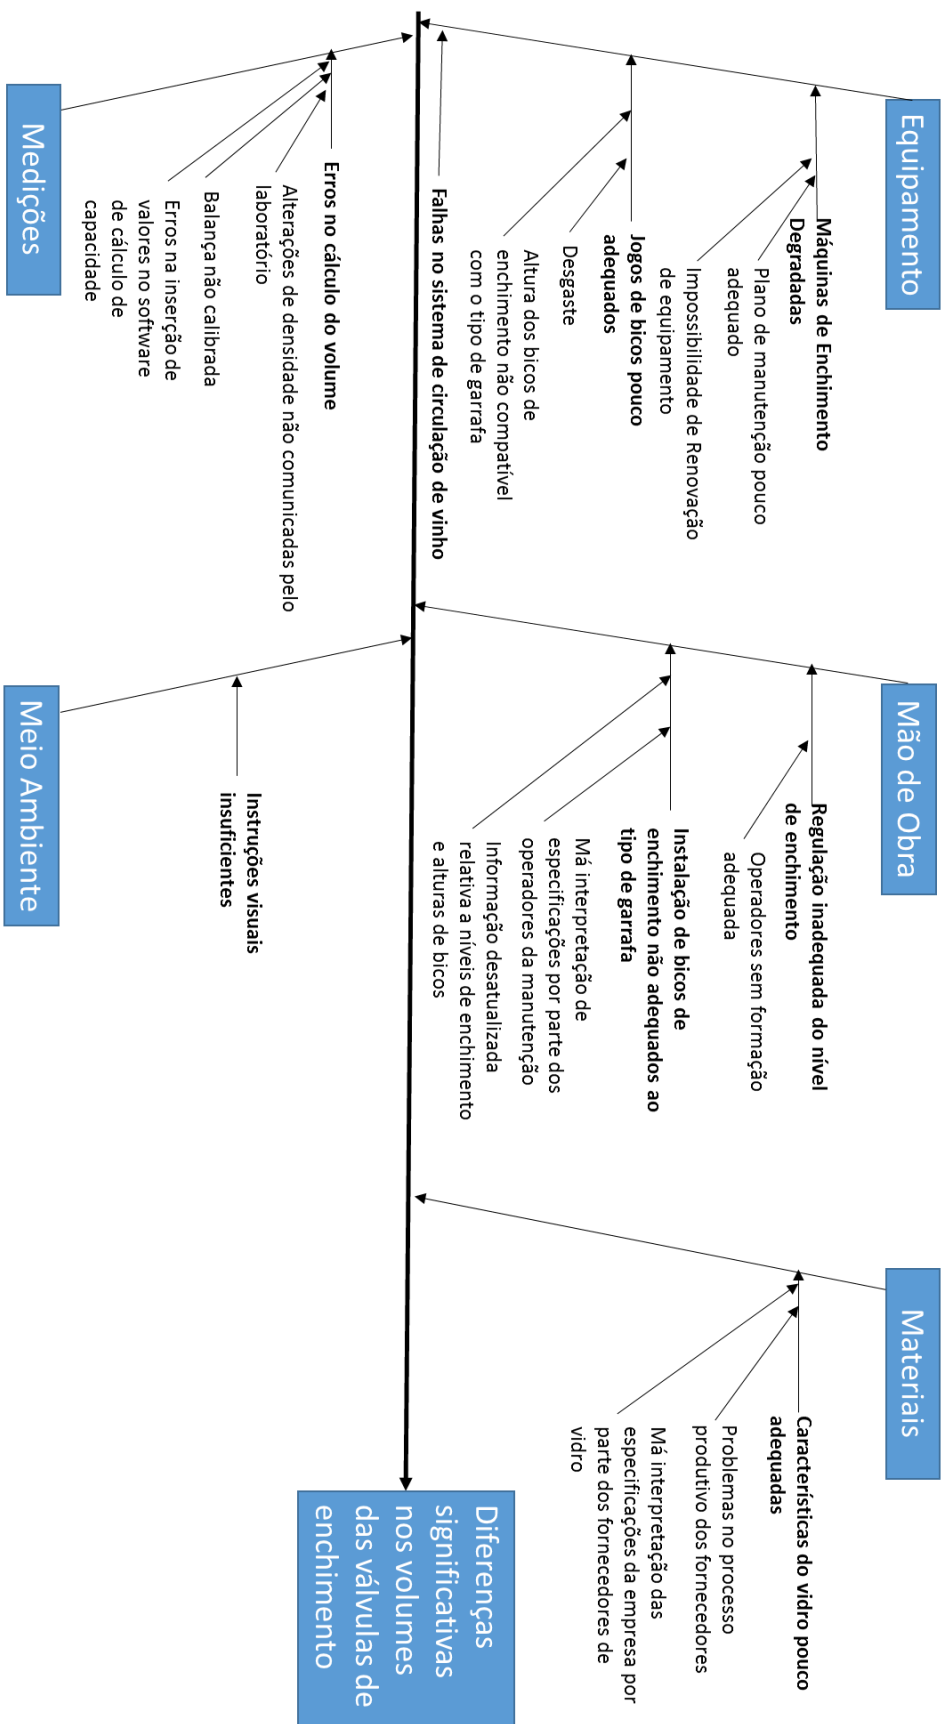 Equipamento
Máquinas de Enchimento
Degradadas
Plano de manutenção pouco
adequado
Impossibilidade de Renovação
de equipamento
Jogos de bicos pouco
adequados
Desgaste
Altura dos bicos de
enchimento não compatível
com o tipo de garrafa
Falhas no sistema de circulação de vinho
Mão de Obra
Regulação inadequada do nível
de enchimento
Operadores sem formação
adequada
Instalação de bicos de
enchimento não adequados ao
tipo de garrafa
Má interpretação de
especificações por parte dos
operadores da manutenção
Informação desatualizada
relativa a níveis de enchimento
e alturas de bicos
Materiais
Características do vidro pouco
adequadas
Problemas no processo
produtivo dos fornecedores
Má interpretação das
especificações da empresa por
parte dos fornecedores de
vidro
Diferenças
significativas
nos volumes
das válvulas de
enchimento
Erros no cálculo do volume
Alterações de densidade não comunicadas pelo
laboratório
Balança não calibrada
Erros na inserção de
valores no software
de cálculo de
capacidade
Medições
Instruções visuais
insuficientes
Meio Ambiente